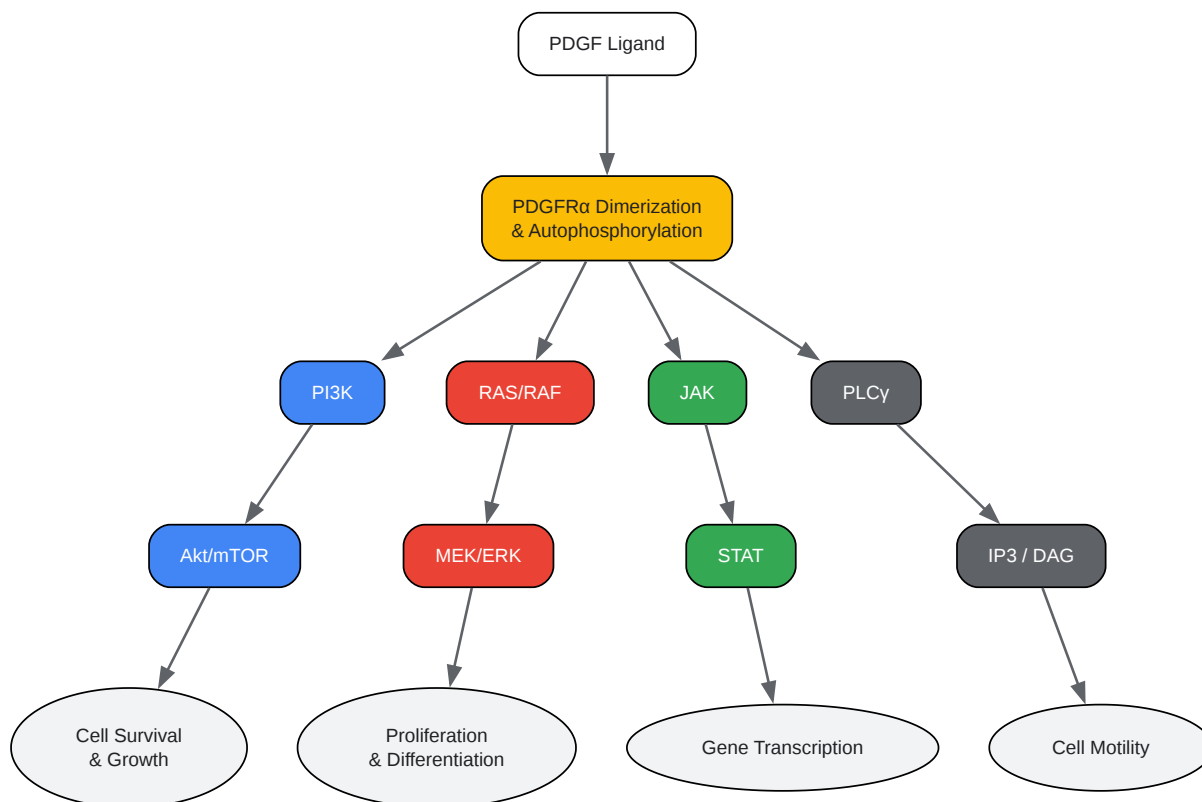 PDGF Ligand
PDGFRα Dimerization
& Autophosphorylation
PI3K
RAS/RAF
JAK
PLCγ
Akt/mTOR
MEK/ERK
STAT
IP3 / DAG
Cell Survival
& Growth
Proliferation
& Differentiation
Gene Transcription
Cell Motility